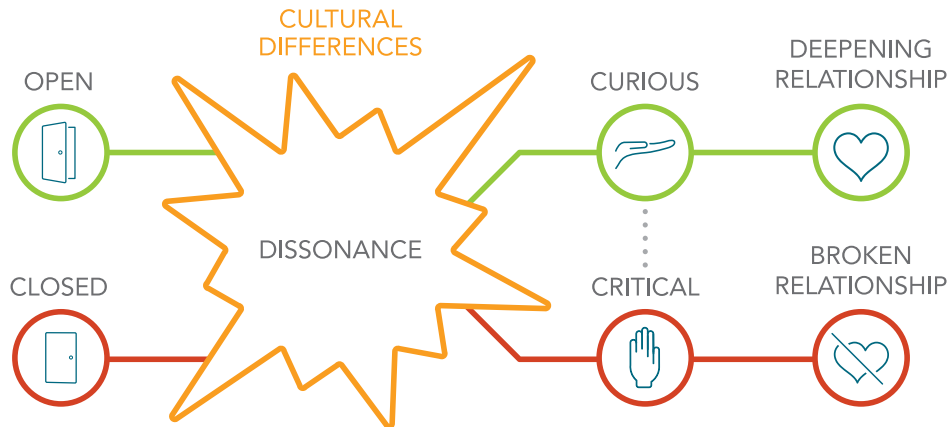 CULTURAL
DIFFERENCES
OPEN
CURIOUS
DEEPENING
RELATIONSHIP
DISSONANCE
CLOSED
CRITICAL
BROKEN
RELATIONSHIP